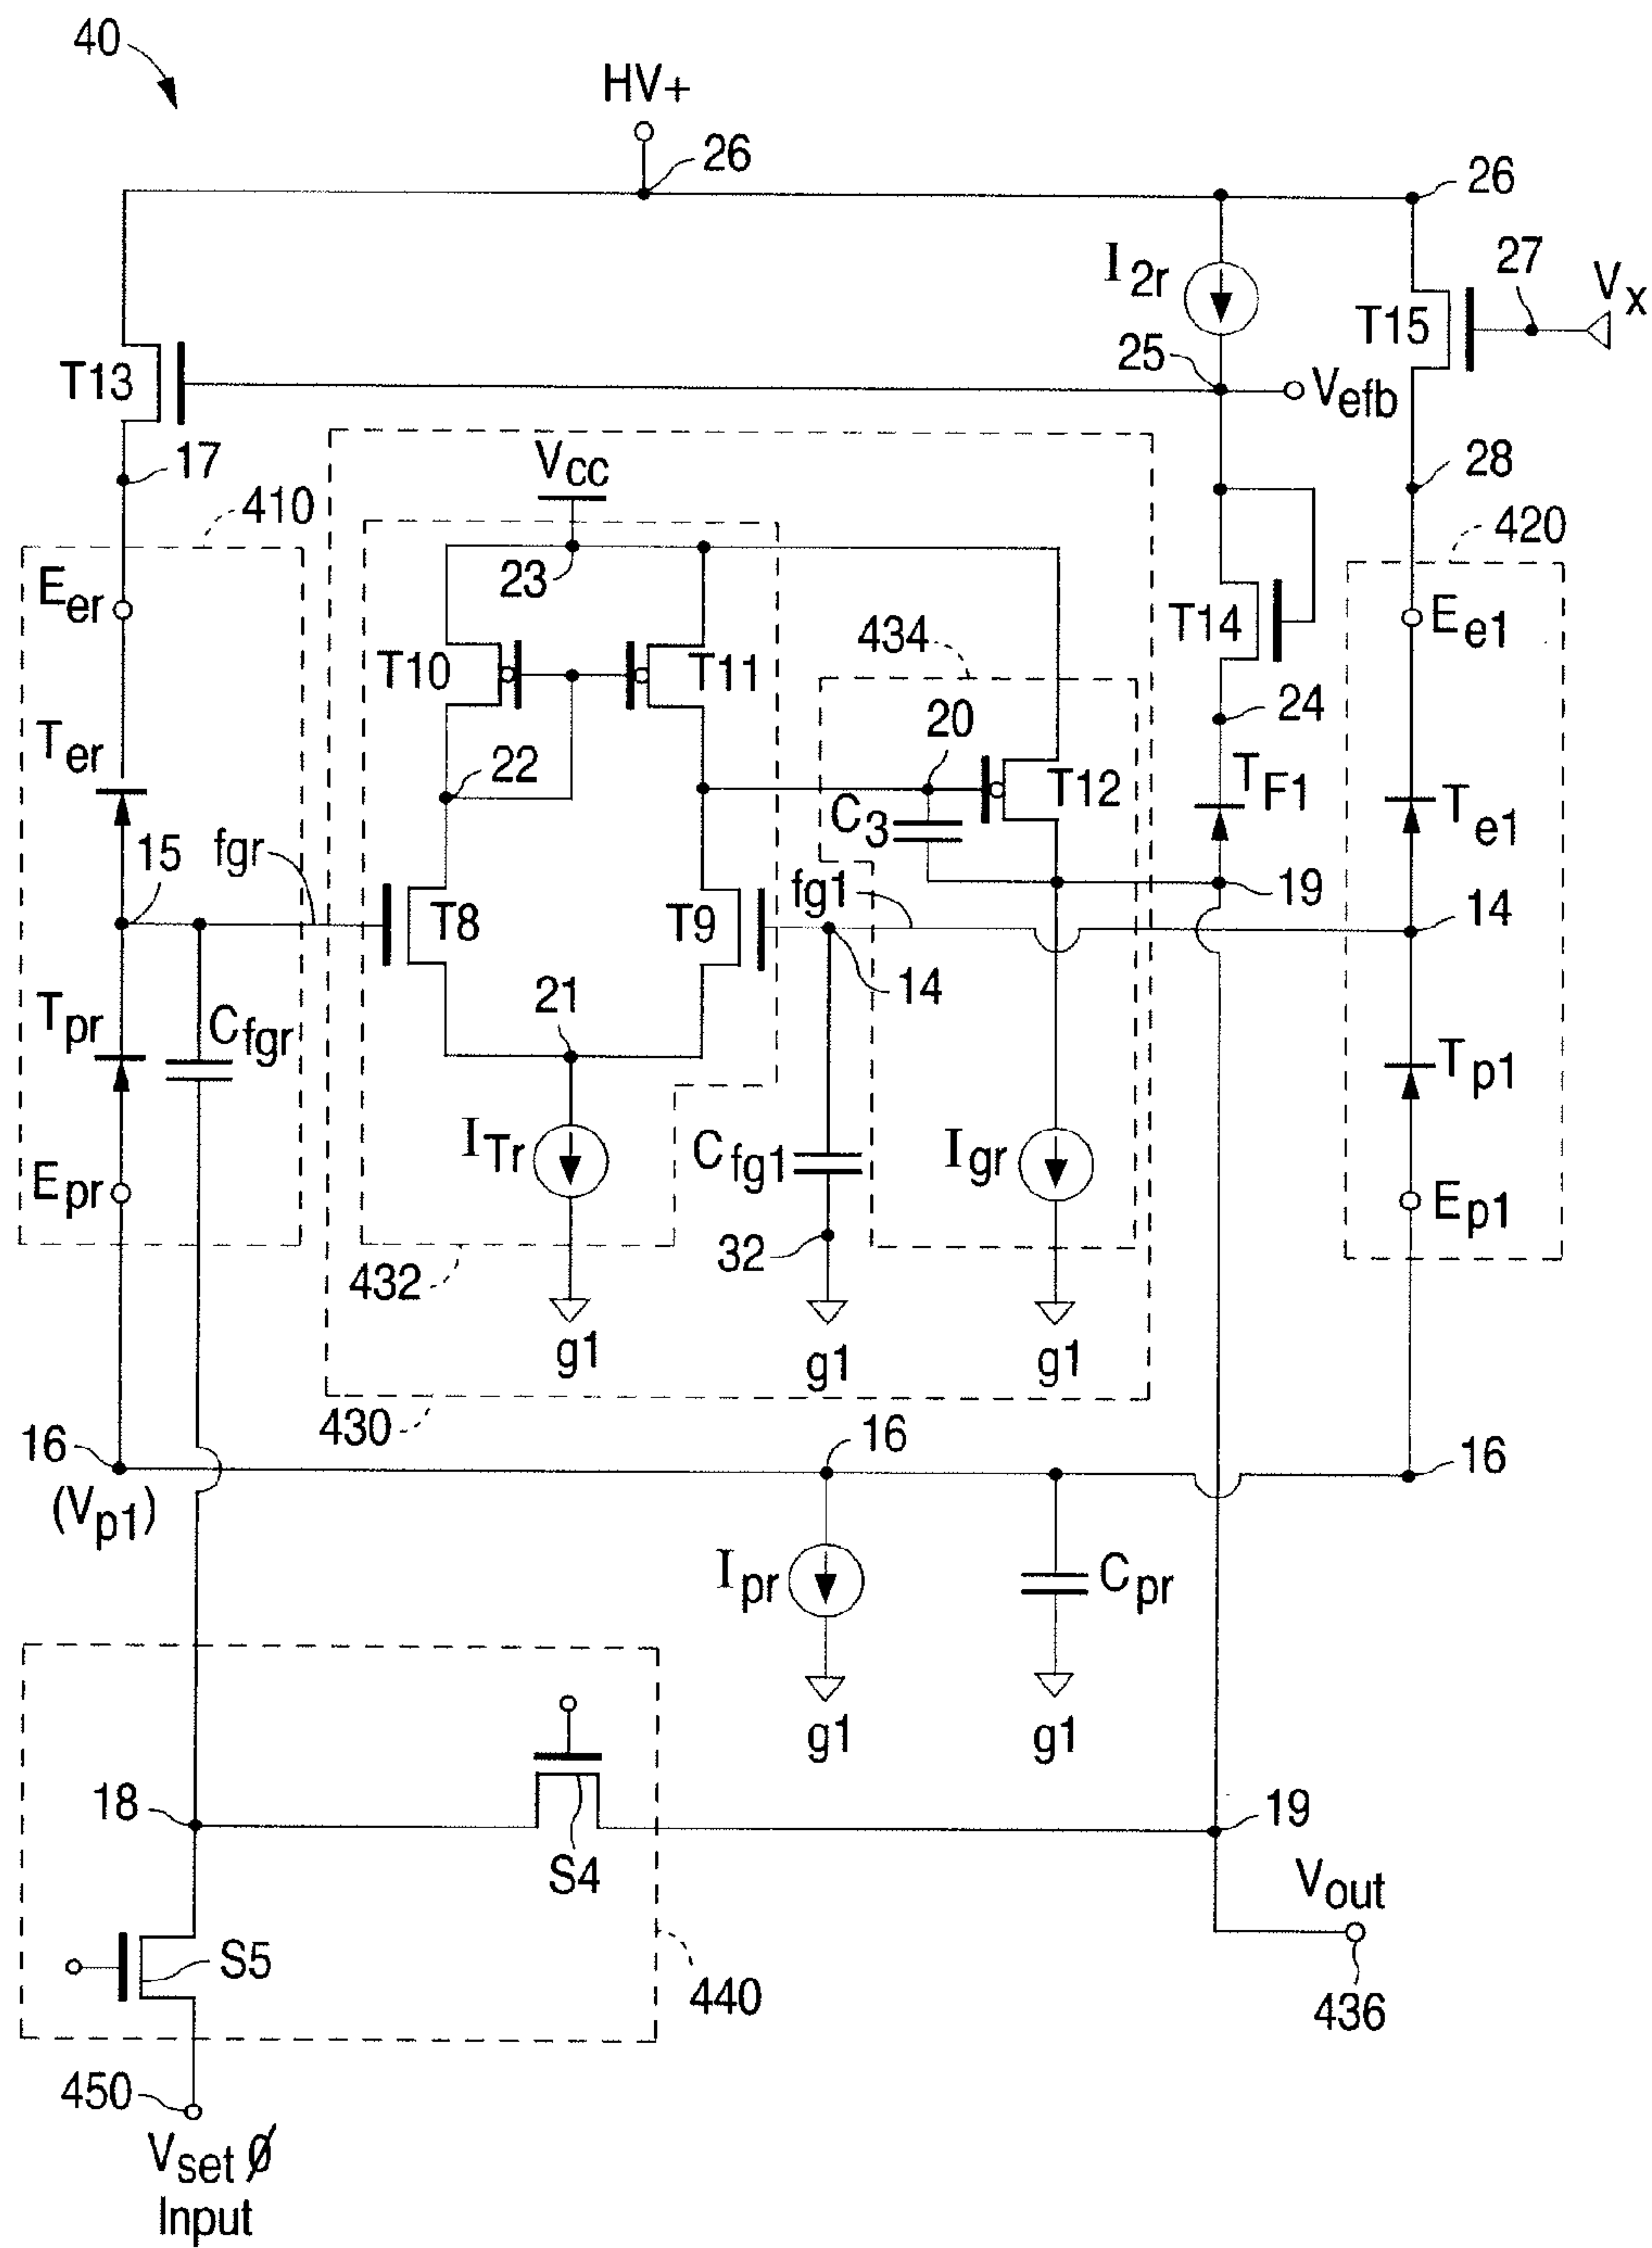 40
HV+
26
26
I2r
27
Vx
T15
25
T13
Vefb
17
VCC
28
410
420
23
Eer
Ee1
T14
434
T10
T11
24
20
Ter
22
T12
TF1
C3
Te1
15
fgr
19
fg1
T8
T9
14
14
21
Tpr
Cfgr
Tp1
ITr
Cfg1
Igr
Epr
Ep1
32
432
g1
g1
g1
430
16
16
16
(Vp1)
Ipr
Cpr
g1
g1
18
19
S4
Vout
S5
440
436
450
Vset Ø
Input